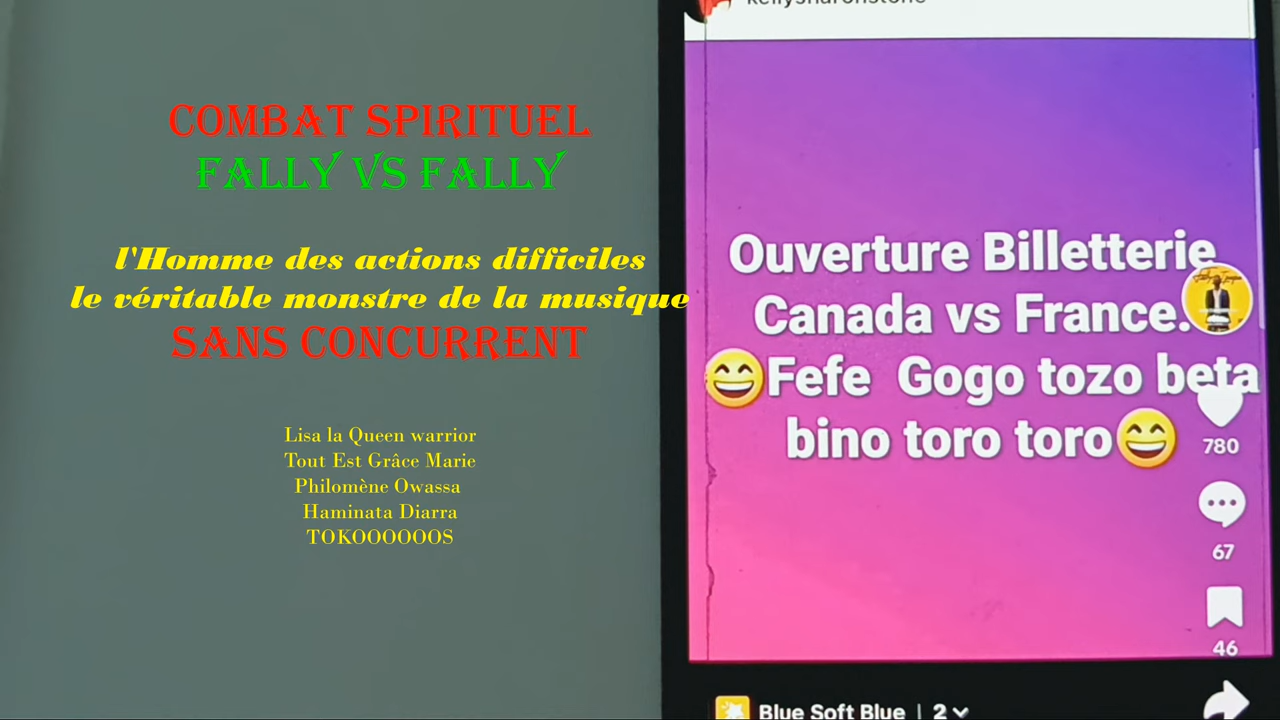 COMBAT SPIRITUEL
FALLY VS FALLY
l'Homme des actions difficiles
le véritable monstre de la musique
SANS CONCURRENT
Lisa la Queen warrior
Tout Est Grâce Marie
Philomène Owassa
Haminata Diarra
TOKOOOOOOS
kellysharonstone
Ouverture Billetterie
Canada vs France.
😄Fefe Gogo tozo beta
bino toro toro😄
780
67
46
Blue Soft Blue | 2